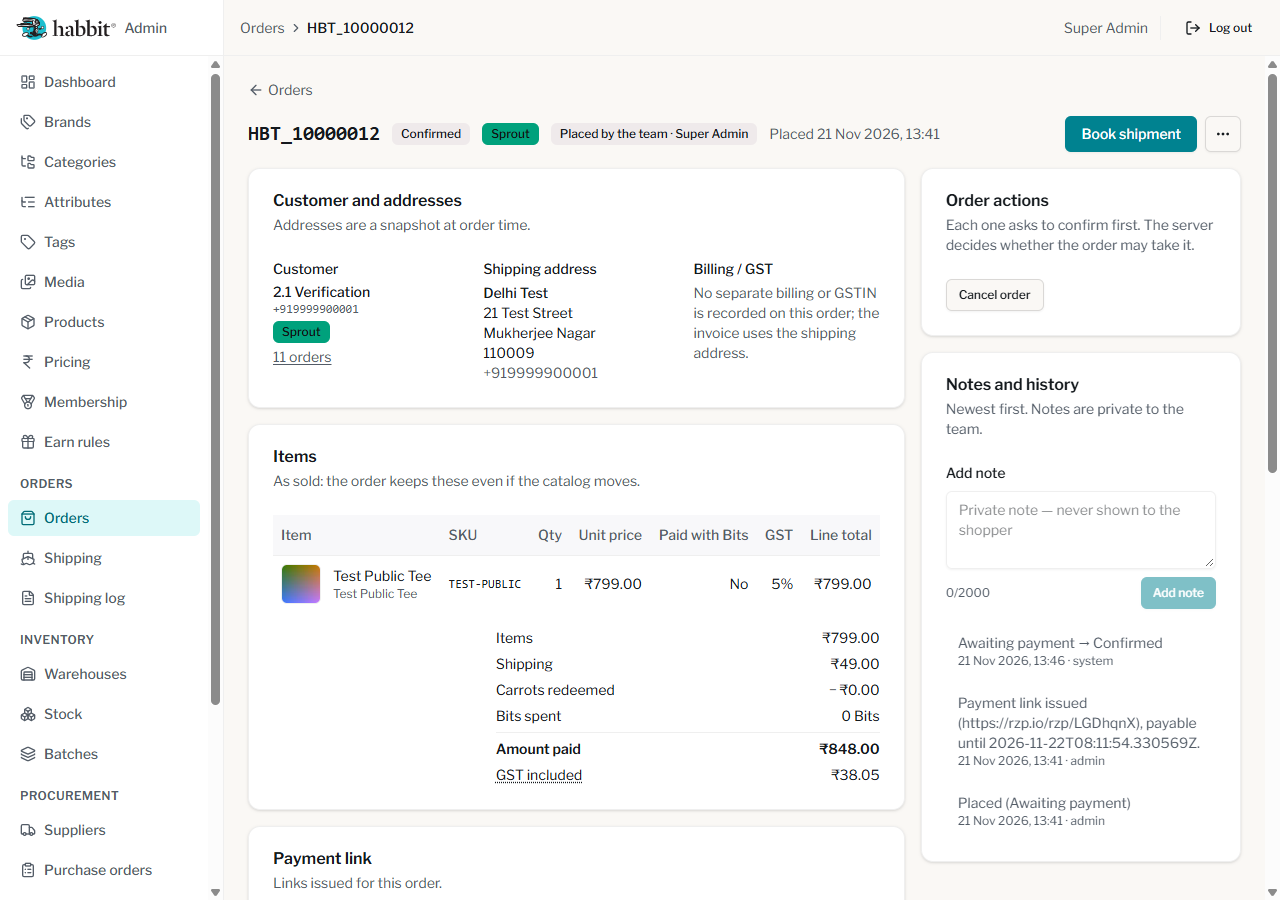 habbit® Admin
Orders > HBT_10000012
Super Admin
Log out
Dashboard
Brands
Categories
Attributes
Tags
Media
Products
Pricing
Membership
Earn rules
ORDERS
Orders
Shipping
Shipping log
INVENTORY
Warehouses
Stock
Batches
PROCUREMENT
Suppliers
Purchase orders
← Orders
HBT_10000012 Confirmed Sprout Placed by the team · Super Admin Placed 21 Nov 2026, 13:41
Book shipment
Customer and addresses
Addresses are a snapshot at order time.
Customer
2.1 Verification
+919999900001
Sprout
11 orders
Shipping address
Delhi Test
21 Test Street
Mukherjee Nagar
110009
+919999900001
Billing / GST
No separate billing or GSTIN
is recorded on this order; the
invoice uses the shipping
address.
Items
As sold: the order keeps these even if the catalog moves.
Item SKU Qty Unit price Paid with Bits GST Line total
Test Public Tee TEST-PUBLIC 1 ₹799.00 No 5% ₹799.00
Test Public Tee
Items ₹799.00
Shipping ₹49.00
Carrots redeemed −₹0.00
Bits spent 0 Bits
Amount paid ₹848.00
GST included ₹38.05
Payment link
Links issued for this order.
Order actions
Each one asks to confirm first. The server
decides whether the order may take it.
Cancel order
Notes and history
Newest first. Notes are private to the
team.
Add note
Private note — never shown to the
shopper
0/2000
Add note
Awaiting payment → Confirmed
21 Nov 2026, 13:46 · system
Payment link issued
(https://rzp.io/rzp/LGDhqnX), payable
until 2026-11-22T08:11:54.330569Z.
21 Nov 2026, 13:41 · admin
Placed (Awaiting payment)
21 Nov 2026, 13:41 · admin